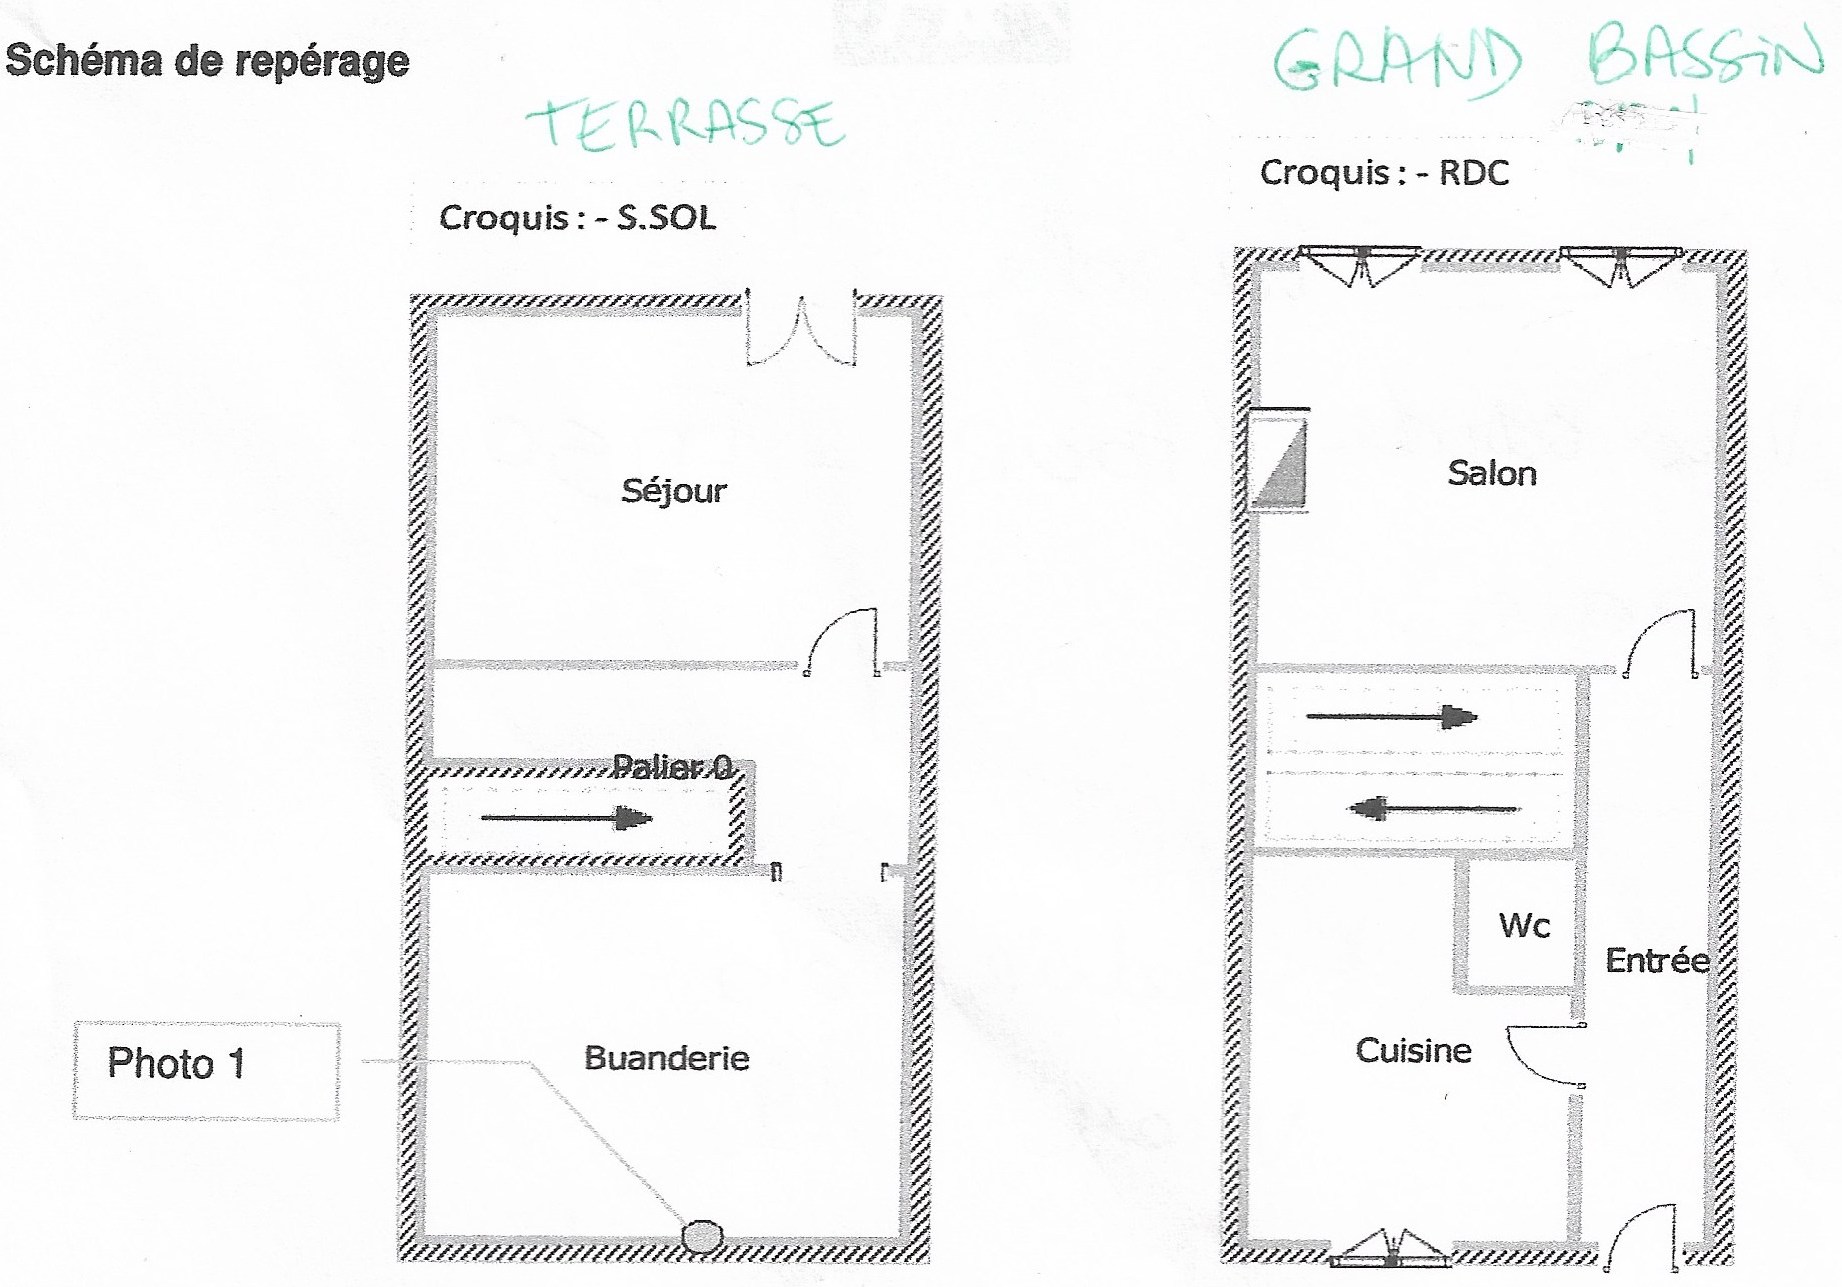 Schéma de repérage
TERRASSE
GRAND BASSIN
Croquis : - S.SOL
Croquis : - RDC
Séjour
Salon
Palier 0
Wc
Entrée
Photo 1
Buanderie
Cuisine